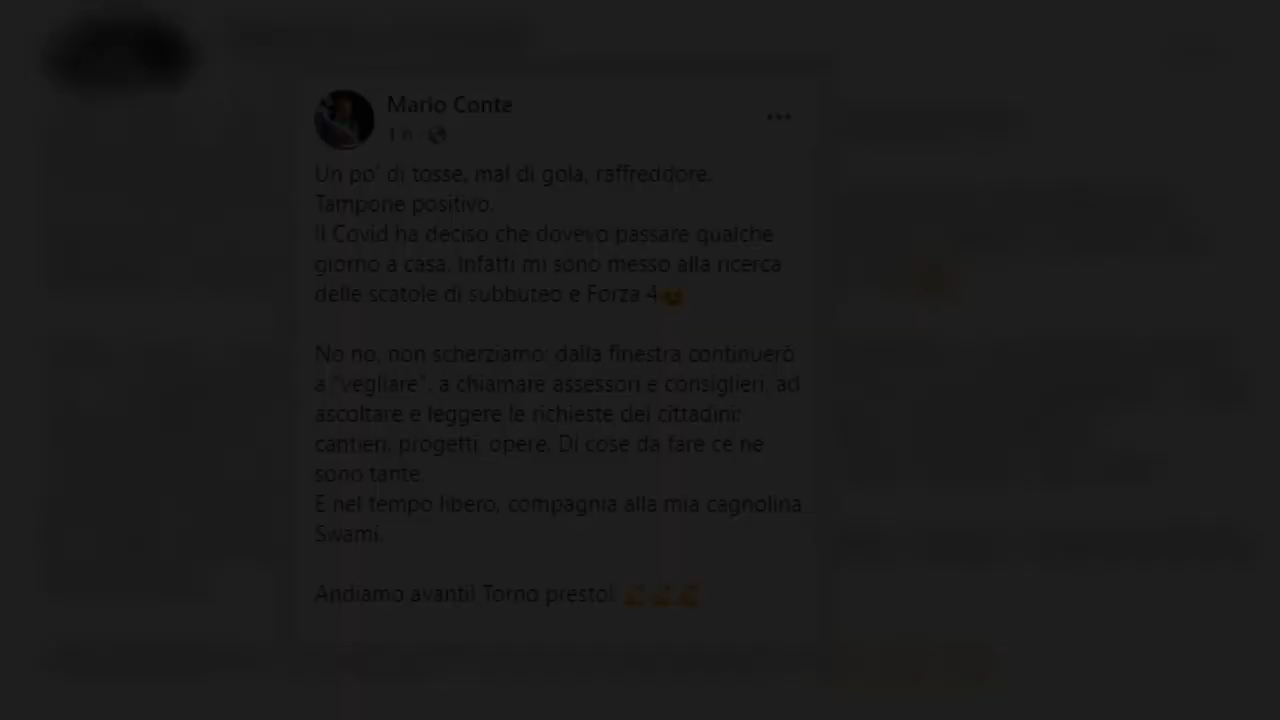 Mario Conte
1 h
Un po' di tosse, mal di gola, raffreddore.
Tampone positivo.
Il Covid ha deciso che dovevo passare qualche
giorno a casa. Infatti mi sono messo alla ricerca
delle scatole di subbuteo e Forza 4
No no, non scherziamo: dalla finestra continuerò
a "vegliare", a chiamare assessori e consiglieri, ad
ascoltare e leggere le richieste dei cittadini:
cantieri, progetti, opere. Di cose da fare ce ne
sono tante.
E nel tempo libero, compagnia alla mia cagnolina
Swami.
Andiamo avanti! Torno presto!